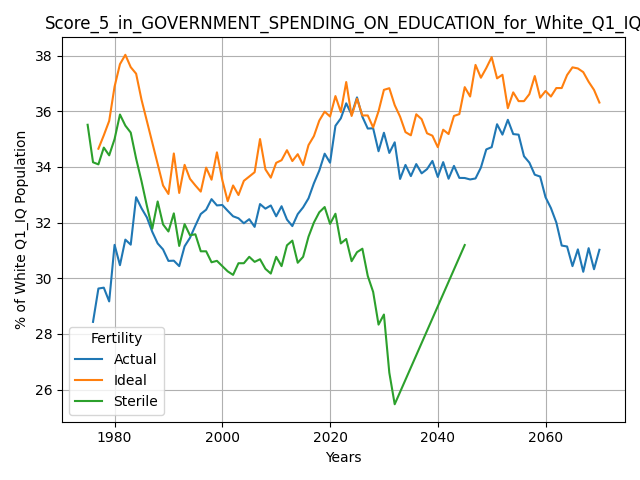 Score_5_in_GOVERNMENT_SPENDING_ON_EDUCATION_for_White_Q1_IQ
% of White Q1_IQ Population
38
36
34
32
30
28
26
Fertility
Actual
Ideal
Sterile
1980 2000 2020 2040 2060
Years